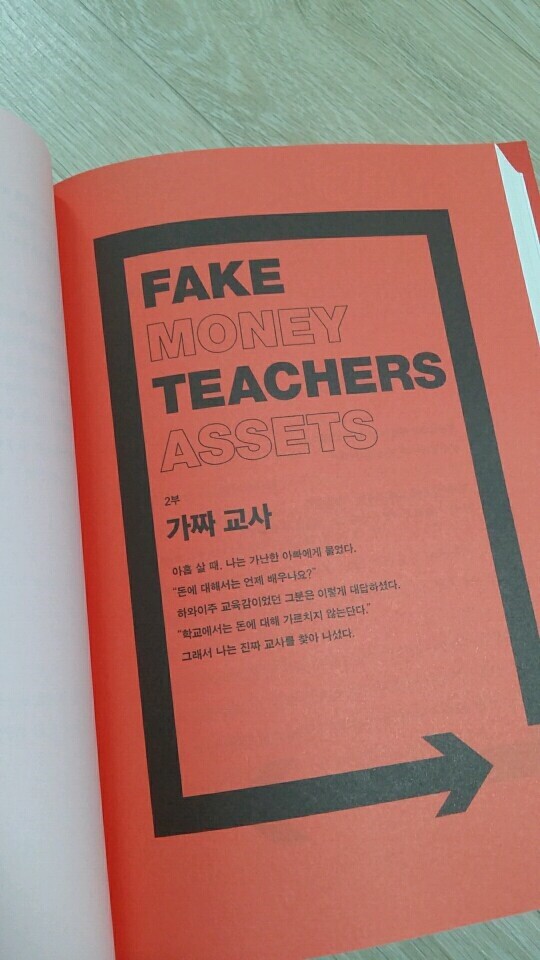 FAKE
MONEY
TEACHERS
ASSETS
2부
가짜 교사
아홉 살 때, 나는 가난한 아빠에게 물었다.
"돈에 대해서는 언제 배우나요?"
하와이주 교육감이었던 그분은 이렇게 대답하셨다.
"학교에서는 돈에 대해 가르치지 않는단다."
그래서 나는 진짜 교사를 찾아 나섰다.